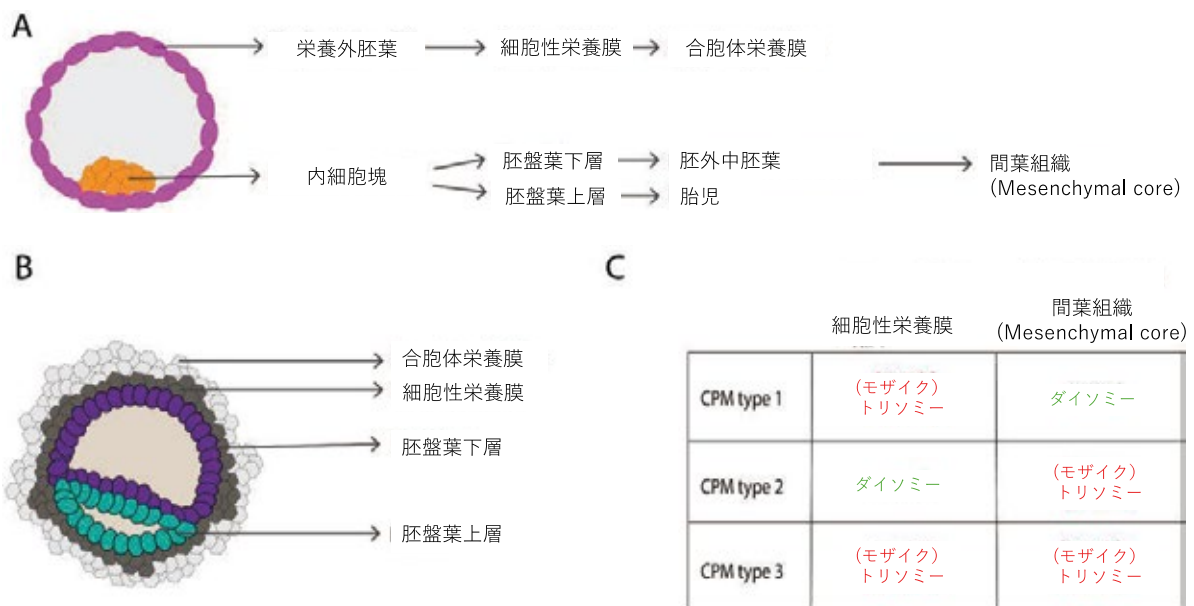 A
栄養外胚葉
細胞性栄養膜
合胞体栄養膜
内細胞塊
胚盤葉下層
胚外中胚葉
胚盤葉上層
胎児
間葉組織
(Mesenchymal core)
B
合胞体栄養膜
細胞性栄養膜
胚盤葉下層
胚盤葉上層
C
細胞性栄養膜
間葉組織
(Mesenchymal core)
CPM type 1
(モザイク)
トリソミー
ダイソミー
CPM type 2
ダイソミー
(モザイク)
トリソミー
CPM type 3
(モザイク)
トリソミー
(モザイク)
トリソミー